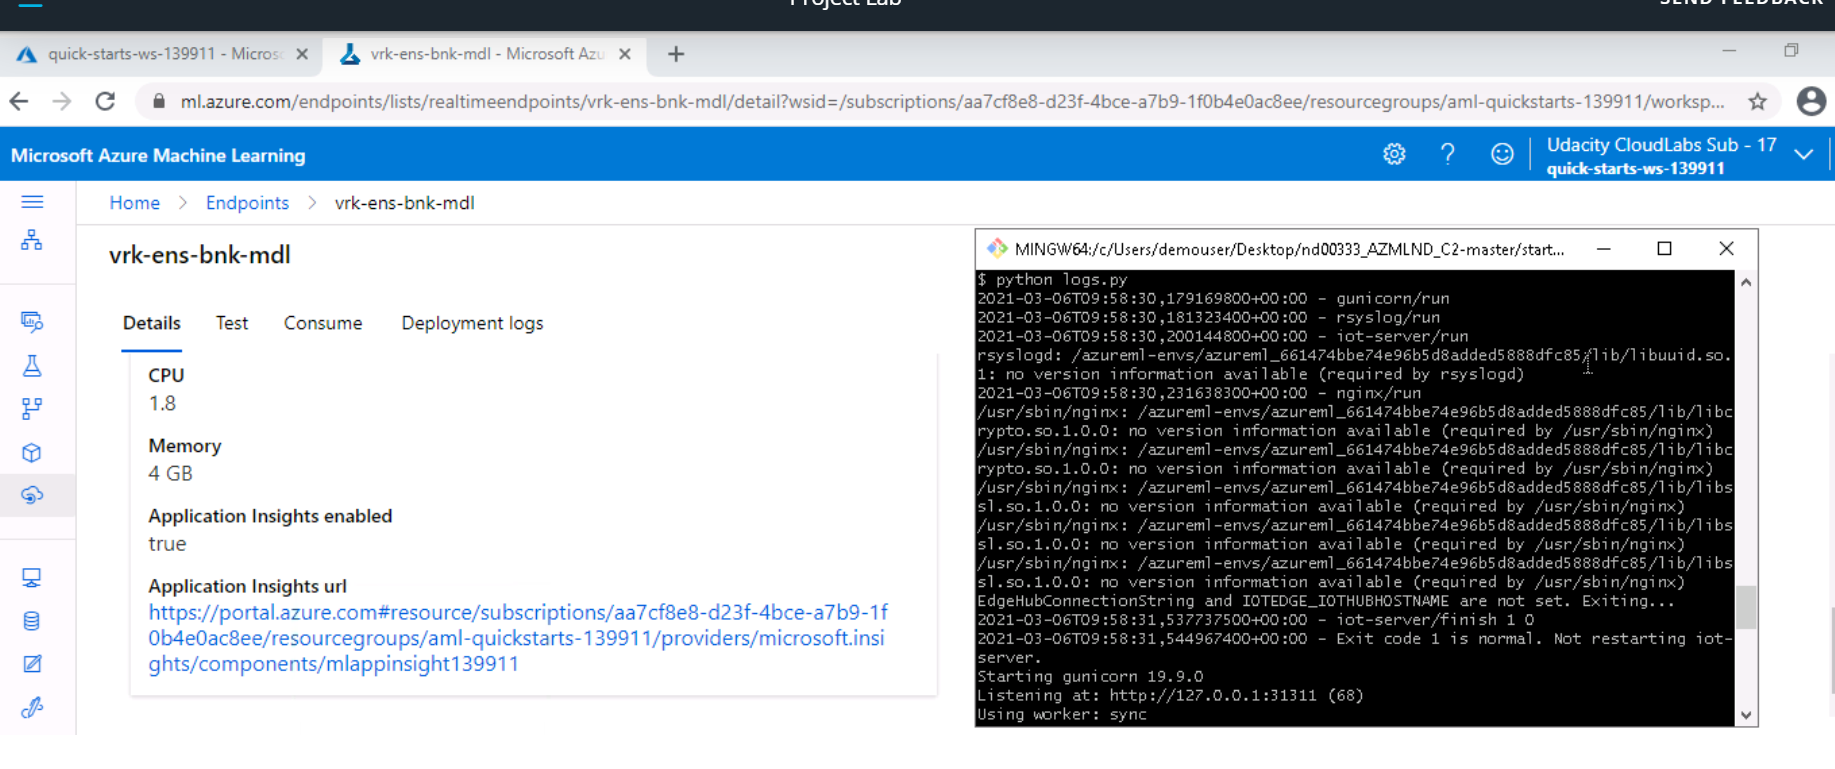 Project Lab
SEND FEEDBACK
quick-starts-ws-139911 - Micros
vrk-ens-bnk-mdl - Microsoft Azu
ml.azure.com/endpoints/lists/realtimeendpoints/vrk-ens-bnk-mdl/detail?wsid=/subscriptions/aa7cf8e8-d23f-4bce-a7b9-1f0b4e0ac8ee/resourcegroups/aml-quickstarts-139911/worksp...
Microsoft Azure Machine Learning
Udacity CloudLabs Sub - 17
quick-starts-ws-139911
Home > Endpoints > vrk-ens-bnk-mdl
vrk-ens-bnk-mdl
Details Test Consume Deployment logs
CPU
1.8
Memory
4 GB
Application Insights enabled
true
Application Insights url
https://portal.azure.com#resource/subscriptions/aa7cf8e8-d23f-4bce-a7b9-1f
0b4e0ac8ee/resourcegroups/aml-quickstarts-139911/providers/microsoft.insi
ghts/components/mlappinsight139911
MINGW64:/c/Users/demouser/Desktop/nd00333_AZMLND_C2-master/start...
$ python logs.py
2021-03-06T09:58:30,179169800+00:00 - gunicorn/run
2021-03-06T09:58:30,181323400+00:00 - rsyslog/run
2021-03-06T09:58:30,200144800+00:00 - iot-server/run
rsyslogd: /azureml-envs/azureml_661474bbe74e96b5d8added5888dfc85/lib/libuuid.so.
1: no version information available (required by rsyslogd)
2021-03-06T09:58:30,231638300+00:00 - nginx/run
/usr/sbin/nginx: /azureml-envs/azureml_661474bbe74e96b5d8added5888dfc85/lib/libc
rypto.so.1.0.0: no version information available (required by /usr/sbin/nginx)
/usr/sbin/nginx: /azureml-envs/azureml_661474bbe74e96b5d8added5888dfc85/lib/libc
rypto.so.1.0.0: no version information available (required by /usr/sbin/nginx)
/usr/sbin/nginx: /azureml-envs/azureml_661474bbe74e96b5d8added5888dfc85/lib/libs
sl.so.1.0.0: no version information available (required by /usr/sbin/nginx)
/usr/sbin/nginx: /azureml-envs/azureml_661474bbe74e96b5d8added5888dfc85/lib/libs
sl.so.1.0.0: no version information available (required by /usr/sbin/nginx)
/usr/sbin/nginx: /azureml-envs/azureml_661474bbe74e96b5d8added5888dfc85/lib/libs
sl.so.1.0.0: no version information available (required by /usr/sbin/nginx)
EdgeHubConnectionString and IOTEDGE_IOTHUBHOSTNAME are not set. Exiting...
2021-03-06T09:58:31,537737500+00:00 - iot-server/finish 1 0
2021-03-06T09:58:31,544967400+00:00 - Exit code 1 is normal. Not restarting iot-
server.
Starting gunicorn 19.9.0
Listening at: http://127.0.0.1:31311 (68)
Using worker: sync